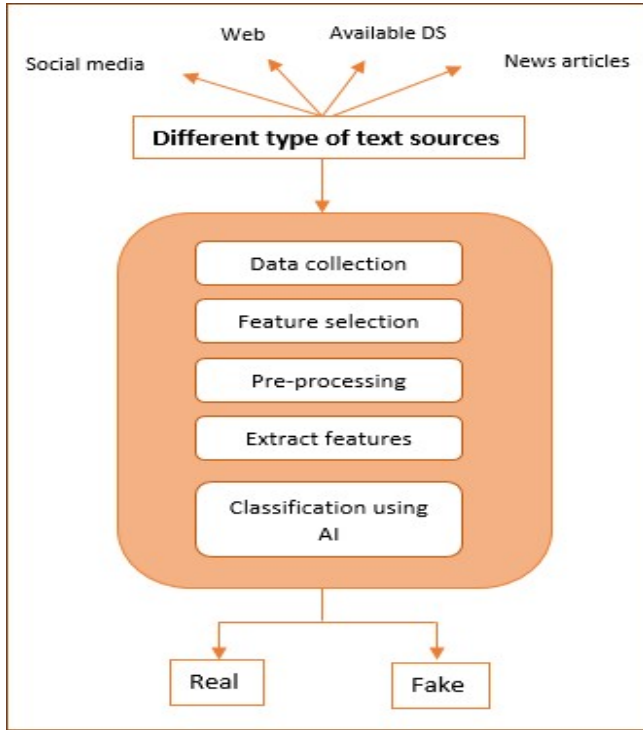 Social media
Web
Available DS
News articles
Different type of text sources
Data collection
Feature selection
Pre-processing
Extract features
Classification using
AI
Real
Fake